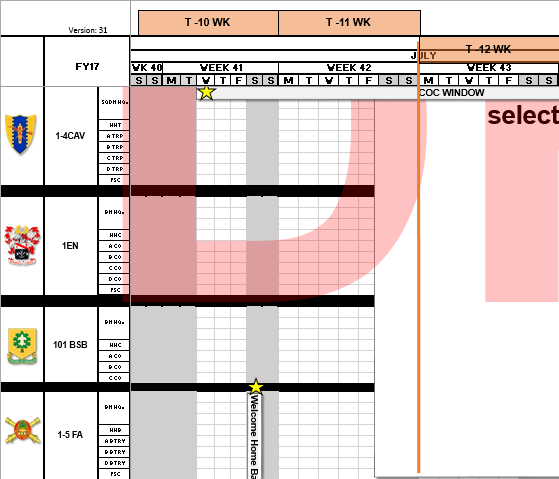 T -10 WK T -11 WK
Version: 31
JULY T -12 WK
FY17 WK 40 WEEK 41 WEEK 42 WEEK 43
S S M T W T F S S M T W T F S S M T W T F S S
COC WINDOW
select
1-4CAV
HHT
A TRP
B TRP
C TRP
D TRP
FSC
1EN
BN HQs
HHC
A CO
B CO
C CO
D CO
FSC
101 BSB
BN HQs
HHC
A CO
B CO
C CO
1-5 FA
BN HQs
HHB
A BTRY
B BTRY
D BTRY
FSC
Welcome Home Ba